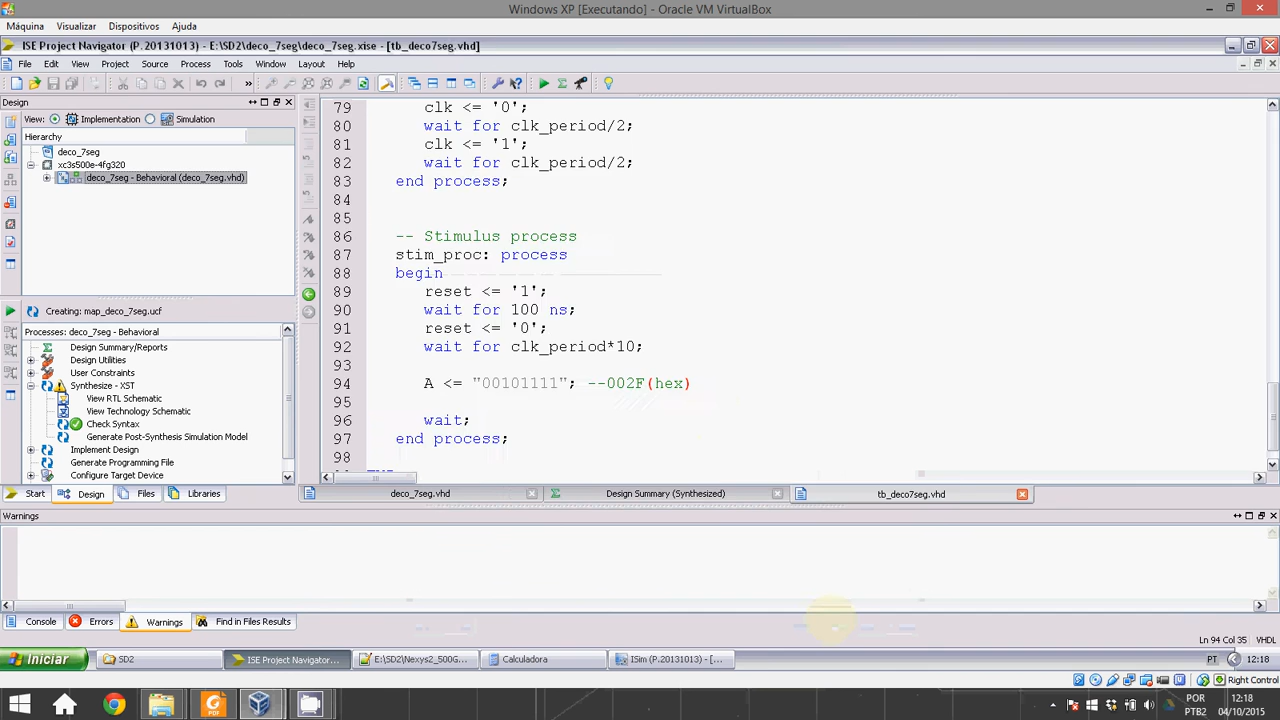 Windows XP [Executando] - Oracle VM VirtualBox
Máquina Visualizar Dispositivos Ajuda
ISE Project Navigator (P.20131013) - E:\SD2\deco_7seg\deco_7seg.xise - [tb_deco7seg.vhd]
File Edit View Project Source Process Tools Window Layout Help
»
Design
View: Implementation Simulation
Hierarchy
deco_7seg
xc3s500e-4fg320
deco_7seg - Behavioral (deco_7seg.vhd)
Creating: map_deco_7seg.ucf
Processes: deco_7seg - Behavioral
Design Summary/Reports
Design Utilities
User Constraints
Synthesize - XST
View RTL Schematic
View Technology Schematic
Check Syntax
Generate Post-Synthesis Simulation Model
Implement Design
Generate Programming File
Configure Target Device
Start Design Files Libraries
79 clk <= '0';
80 wait for clk_period/2;
81 clk <= '1';
82 wait for clk_period/2;
83 end process;
84
85
86 -- Stimulus process
87 stim_proc: process
88 begin
89 reset <= '1';
90 wait for 100 ns;
91 reset <= '0';
92 wait for clk_period*10;
93
94 A <= "00101111"; --002F(hex)
95
96 wait;
97 end process;
98
deco_7seg.vhd Design Summary (Synthesized) tb_deco7seg.vhd
Warnings
Console Errors Warnings Find in Files Results
Ln 94 Col 35 VHDL
Iniciar SD2 ISE Project Navigator... E:\SD2\Nexys2_500G... Calculadora ISim (P.20131013) - [... PT 12:18
Right Control
PDF
POR
PTB2
12:18
04/10/2015